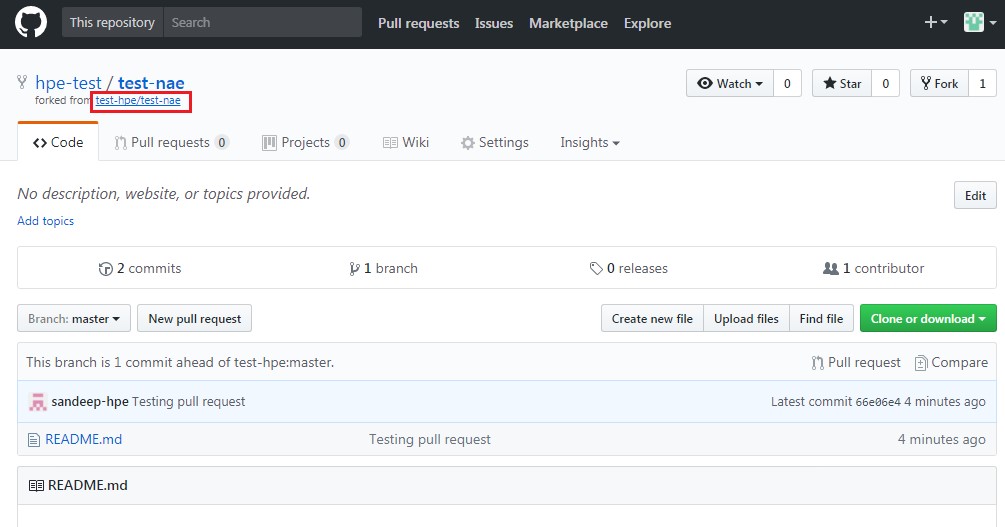 This repository Search Pull requests Issues Marketplace Explore
hpe-test / test-nae Watch 0 Star 0 Fork 1
forked from test-hpe/test-nae
Code Pull requests 0 Projects 0 Wiki Settings Insights
No description, website, or topics provided. Edit
Add topics
2 commits 1 branch 0 releases 1 contributor
Branch: master New pull request Create new file Upload files Find file Clone or download
This branch is 1 commit ahead of test-hpe:master. Pull request Compare
sandeep-hpe Testing pull request Latest commit 66e06e4 4 minutes ago
README.md Testing pull request 4 minutes ago
README.md